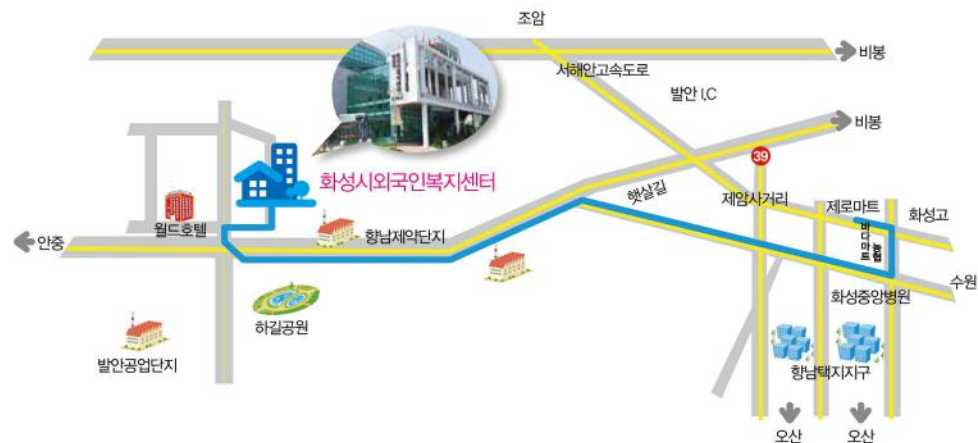 조암
비봉
서해안고속도로
발안 I.C
비봉
39
화성시외국인복지센터
햇살길
제암사거리
제로마트
화성고
월드호텔
향남제약단지
바다마트
농협
안중
수원
화성중앙병원
하길공원
발안공업단지
향남택지지구
오산
오산